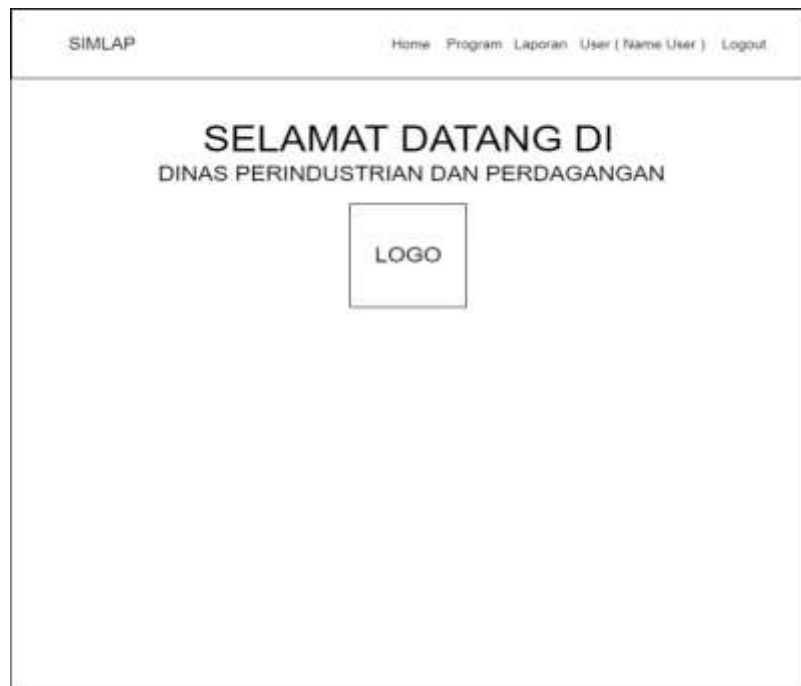 SIMLAP Home Program Laporan User ( Name User ) Logout
SELAMAT DATANG DI
DINAS PERINDUSTRIAN DAN PERDAGANGAN
LOGO